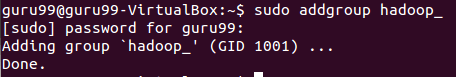 guru99@guru99-VirtualBox:~$ sudo addgroup hadoop_
[sudo] password for guru99:
Adding group `hadoop_' (GID 1001) ...
Done.